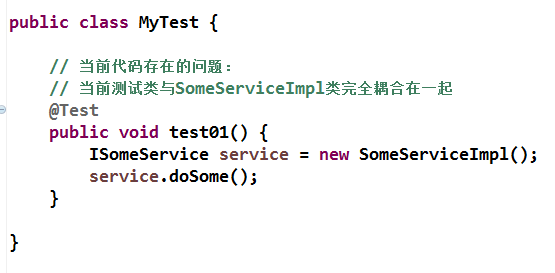 public class MyTest {
// 当前代码存在的问题：
// 当前测试类与SomeServiceImpl类完全耦合在一起
@Test
public void test01() {
ISomeService service = new SomeServiceImpl();
service.doSome();
}
}